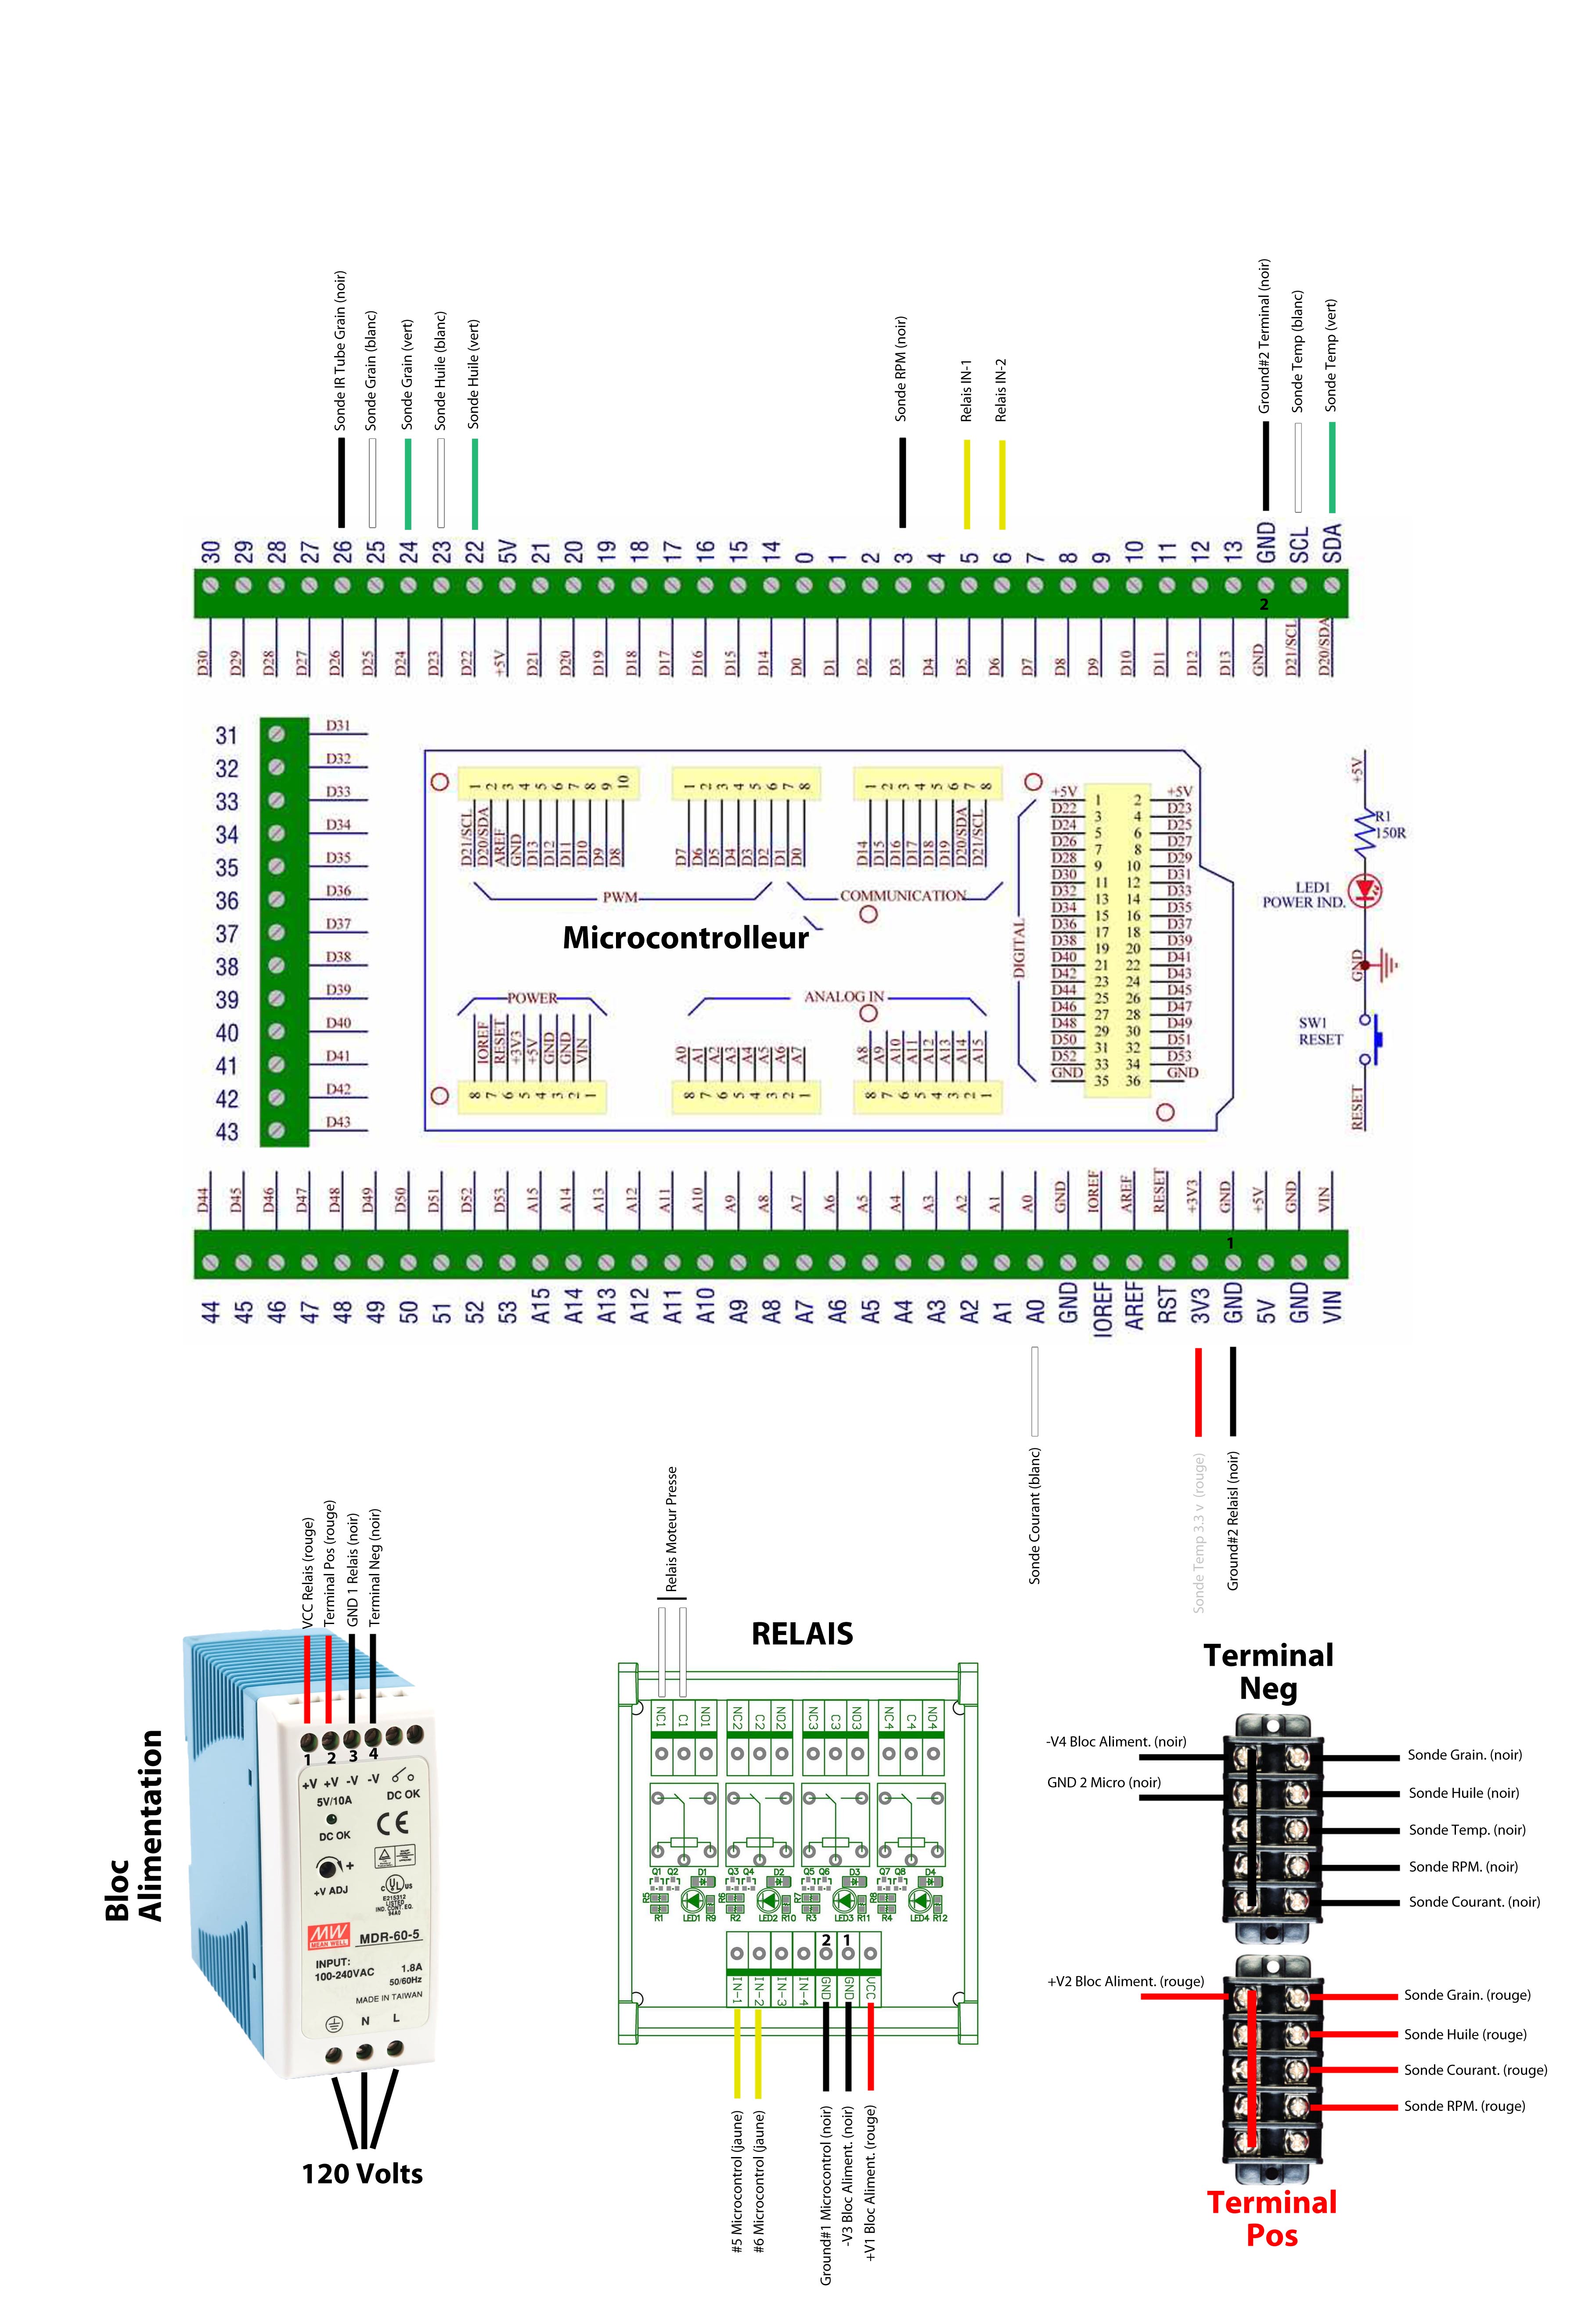 Sonde IR Tube Grain (noir)
Sonde Grain (blanc)
Sonde Grain (vert)
Sonde Huile (blanc)
Sonde Huile (vert)
Sonde RPM (noir)
Relais IN-1
Relais IN-2
Ground#2 Terminal (noir)
Sonde Temp (blanc)
Sonde Temp (vert)
30 29 28 27 26 25 24 23 22 5V 21 20 19 18 17 16 15 14 0 1 2 3 4 5 6 7 8 9 10 11 12 13 GND SCL SDA
2
D30 D29 D28 D27 D26 D25 D24 D23 D22 +5V D21 D20 D19 D18 D17 D16 D15 D14 D0 D1 D2 D3 D4 D5 D6 D7 D8 D9 D10 D11 D12 D13 GND D21/SCL D20/SDA
31 D31
32 D32
33 D33
34 D34
35 D35
36 D36
37 D37
38 D38
39 D39
40 D40
41 D41
42 D42
43 D43
1 2 3 4 5 6 7 8 9 10
D21/SCL D20/SDA AREF GND D13 D12 D11 D10 D9 D8
1 2 3 4 5 6 7 8
D7 D6 D5 D4 D3 D2 D1 D0
1 2 3 4 5 6 7 8
D14 D15 D16 D17 D18 D19 D20/SDA D21/SCL
PWM
COMMUNICATION
Microcontrolleur
POWER
ANALOG IN
IOREF RESET +3V3 +5V GND GND VIN
8 7 6 5 4 3 2 1
A0 A1 A2 A3 A4 A5 A6 A7
8 7 6 5 4 3 2 1
A8 A9 A10 A11 A12 A13 A14 A15
8 7 6 5 4 3 2 1
DIGITAL
+5V 1 2 +5V
D22 3 4 D23
D24 5 6 D25
D26 7 8 D27
D28 9 10 D29
D30 11 12 D31
D32 13 14 D33
D34 15 16 D35
D36 17 18 D37
D38 19 20 D39
D40 21 22 D41
D42 23 24 D43
D44 25 26 D45
D46 27 28 D47
D48 29 30 D49
D50 31 32 D51
D52 33 34 D53
GND 35 36 GND
+5V
R1
150R
LED1
POWER IND.
GND
SW1
RESET
RESET
D44 D45 D46 D47 D48 D49 D50 D51 D52 D53 A15 A14 A13 A12 A11 A10 A9 A8 A7 A6 A5 A4 A3 A2 A1 A0 GND IOREF AREF RESET +3V3 GND +5V GND VIN
1
44 45 46 47 48 49 50 51 52 53 A15 A14 A13 A12 A11 A10 A9 A8 A7 A6 A5 A4 A3 A2 A1 A0 GND IOREF AREF RST 3V3 GND 5V GND VIN
Sonde Courant (blanc)
Sonde Temp 3.3 v (rouge)
Ground#2 Relaisl (noir)
Bloc
Alimentation
VCC Relais (rouge)
Terminal Pos (rouge)
GND 1 Relais (noir)
Terminal Neg (noir)
1 2 3 4
+V +V -V -V
5V/10A
DC OK
DC OK
CE
+V ADJ
c UL us
E215312
LISTED
IND. CONT. EQ.
94A0
MW
MEAN WELL
MDR-60-5
INPUT:
100-240VAC
1.8A
50/60Hz
MADE IN TAIWAN
N L
120 Volts
Relais Moteur Presse
RELAIS
NC1 C1 NO1 NC2 C2 NO2 NC3 C3 NO3 NC4 C4 NO4
Q1 Q2 D1 Q3 Q4 D2 Q5 Q6 D3 Q7 Q8 D4
R5 R6 R7 R8
R1 LED1 R9 R2 LED2 R10 R3 LED3 R11 R4 LED4 R12
2 1
IN-1 IN-2 IN-3 IN-4 GND GND VCC
#5 Microcontrol (jaune)
#6 Microcontrol (jaune)
Ground#1 Microcontrol (noir)
-V3 Bloc Aliment. (noir)
+V1 Bloc Aliment. (rouge)
Terminal
Neg
-V4 Bloc Aliment. (noir)
GND 2 Micro (noir)
Sonde Grain. (noir)
Sonde Huile (noir)
Sonde Temp. (noir)
Sonde RPM. (noir)
Sonde Courant. (noir)
+V2 Bloc Aliment. (rouge)
Sonde Grain. (rouge)
Sonde Huile (rouge)
Sonde Courant. (rouge)
Sonde RPM. (rouge)
Terminal
Pos